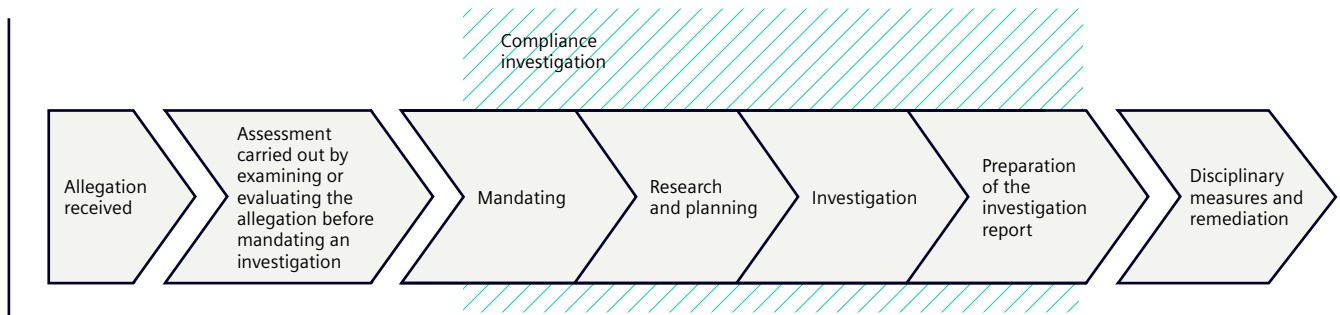 Compliance
investigation
Allegation
received
Assessment
carried out by
examining or
evaluating the
allegation before
mandating an
investigation
Mandating
Research
and planning
Investigation
Preparation
of the
investigation
report
Disciplinary
measures and
remediation